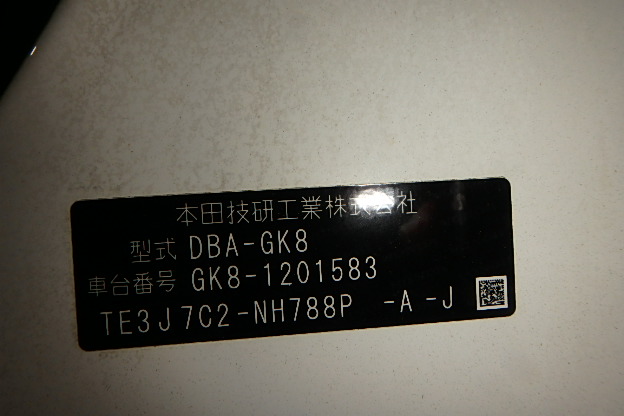 本田技研工業株式会社
型式 DBA-GK8
車台番号 GK8-1201583
TE3J7C2-NH788P -A-J